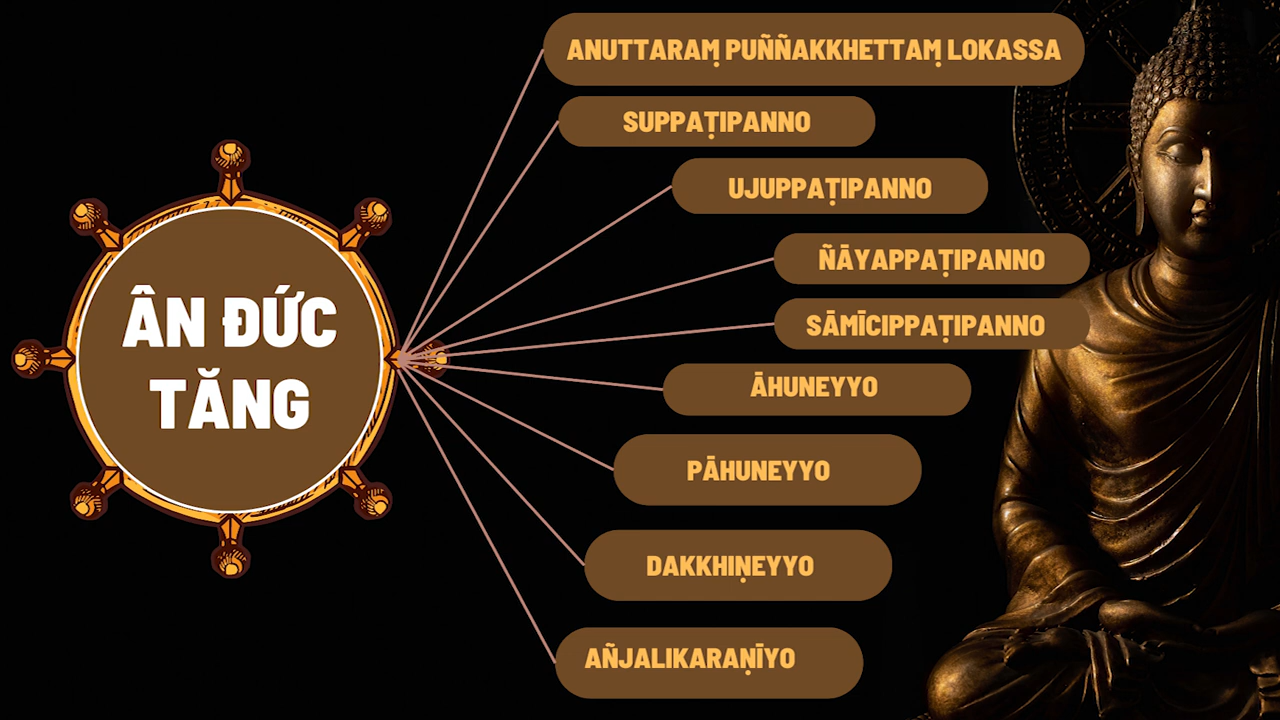 ÂN ĐỨC
TĂNG
ANUTTARAṂ PUÑÑAKKHETTAṂ LOKASSA
SUPPAṬIPANNO
UJUPPAṬIPANNO
ÑĀYAPPAṬIPANNO
SĀMĪCIPPAṬIPANNO
ĀHUNEYYO
PĀHUNEYYO
DAKKHIṆEYYO
AÑJALIKARAṆĪYO